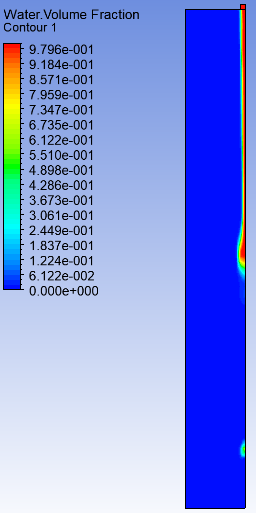 Water.Volume Fraction
Contour 1
9.796e-001
9.184e-001
8.571e-001
7.959e-001
7.347e-001
6.735e-001
6.122e-001
5.510e-001
4.898e-001
4.286e-001
3.673e-001
3.061e-001
2.449e-001
1.837e-001
1.224e-001
6.122e-002
0.000e+000